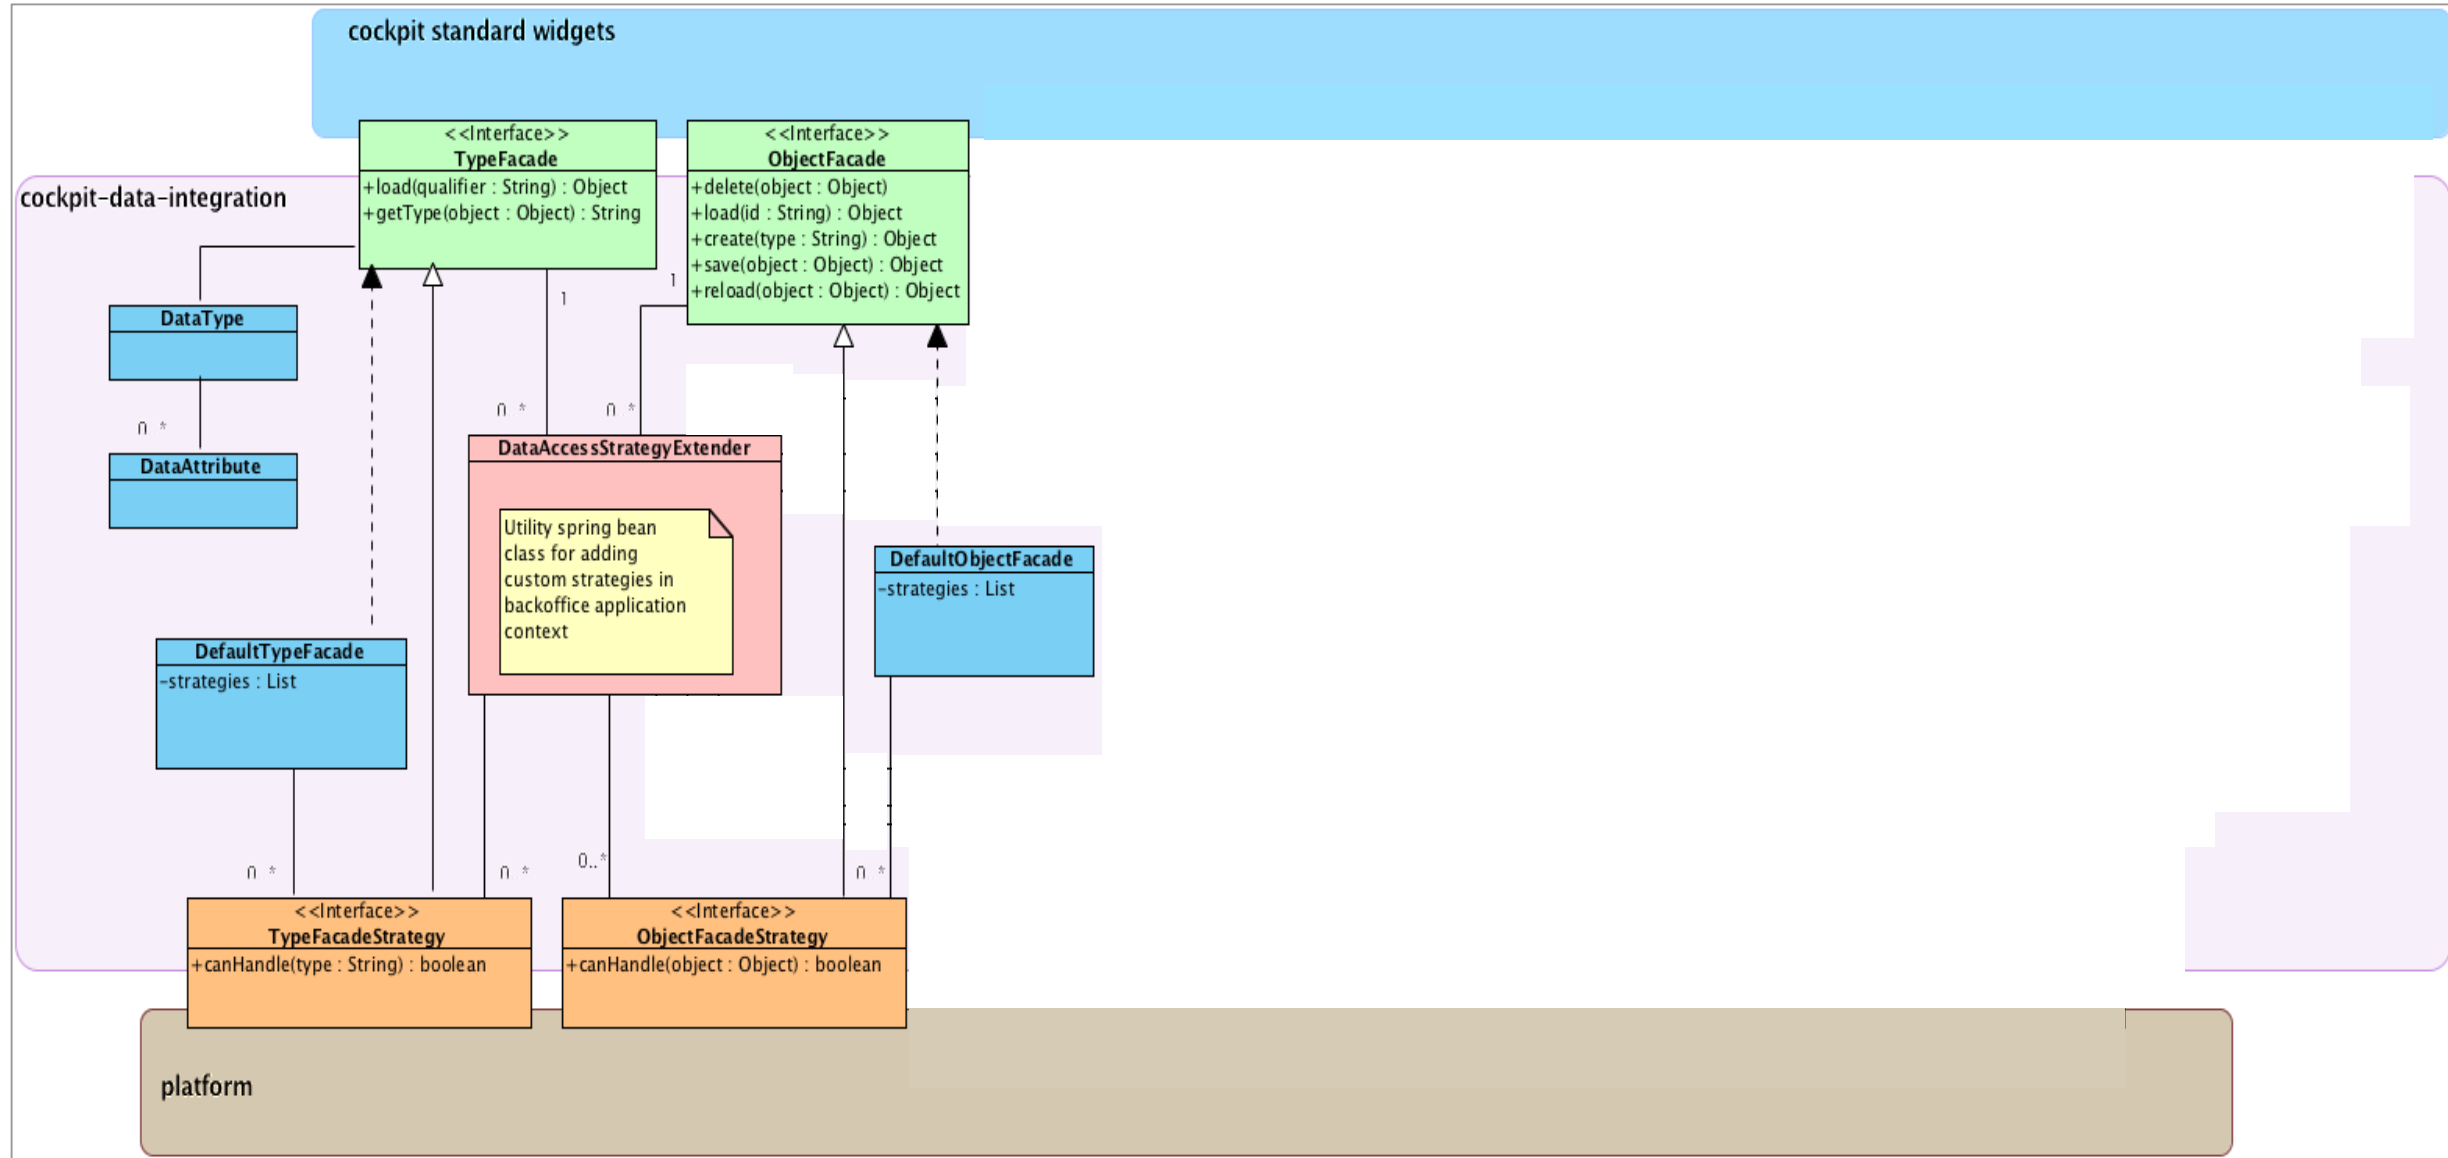 cockpit standard widgets
<<Interface>>
TypeFacade
+load(qualifier : String) : Object
+getType(object : Object) : String
<<Interface>>
ObjectFacade
+delete(object : Object)
+load(id : String) : Object
+create(type : String) : Object
+save(object : Object) : Object
+reload(object : Object) : Object
cockpit-data-integration
1
1
DataType
0 *
0 *
0 *
DataAttribute
DataAccessStrategyExtender
Utility spring bean
class for adding
custom strategies in
backoffice application
context
DefaultObjectFacade
-strategies : List
DefaultTypeFacade
-strategies : List
0 *
0 *
0..*
0 *
<<Interface>>
TypeFacadeStrategy
+canHandle(type : String) : boolean
<<Interface>>
ObjectFacadeStrategy
+canHandle(object : Object) : boolean
platform